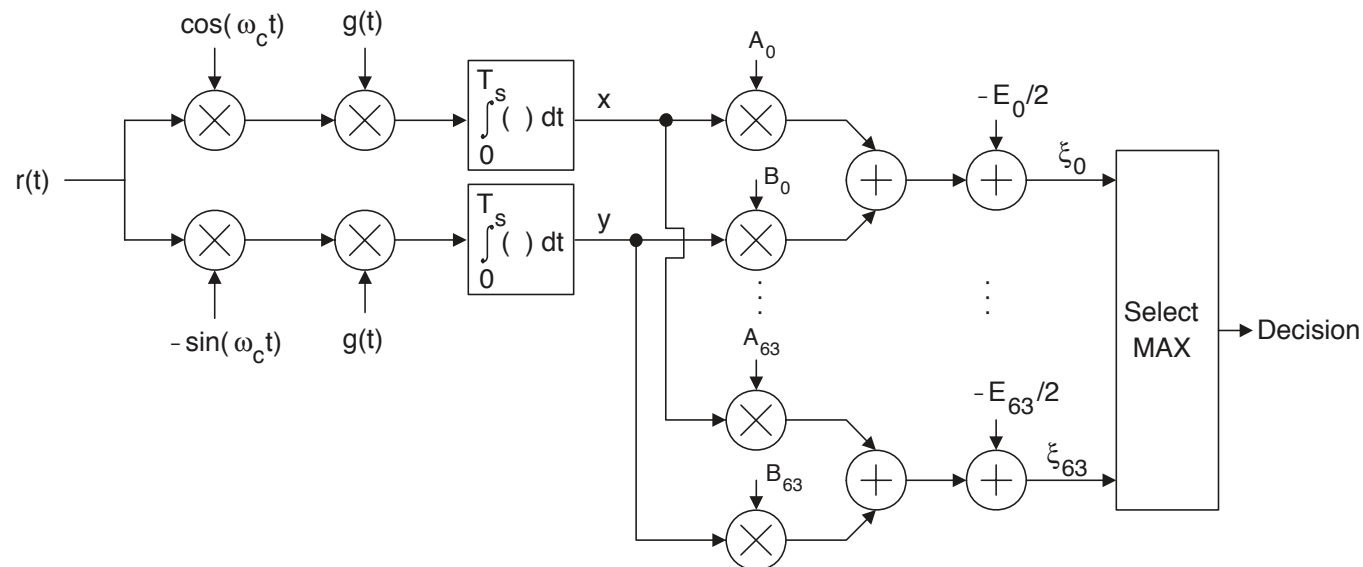 cos(ω_c t)
g(t)
T_s
∫ ( ) dt
0
x
A_0
-E_0/2
ξ_0
r(t)
B_0
T_s
∫ ( ) dt
0
y
-sin(ω_c t)
g(t)
A_63
Select
MAX
Decision
-E_63/2
ξ_63
B_63